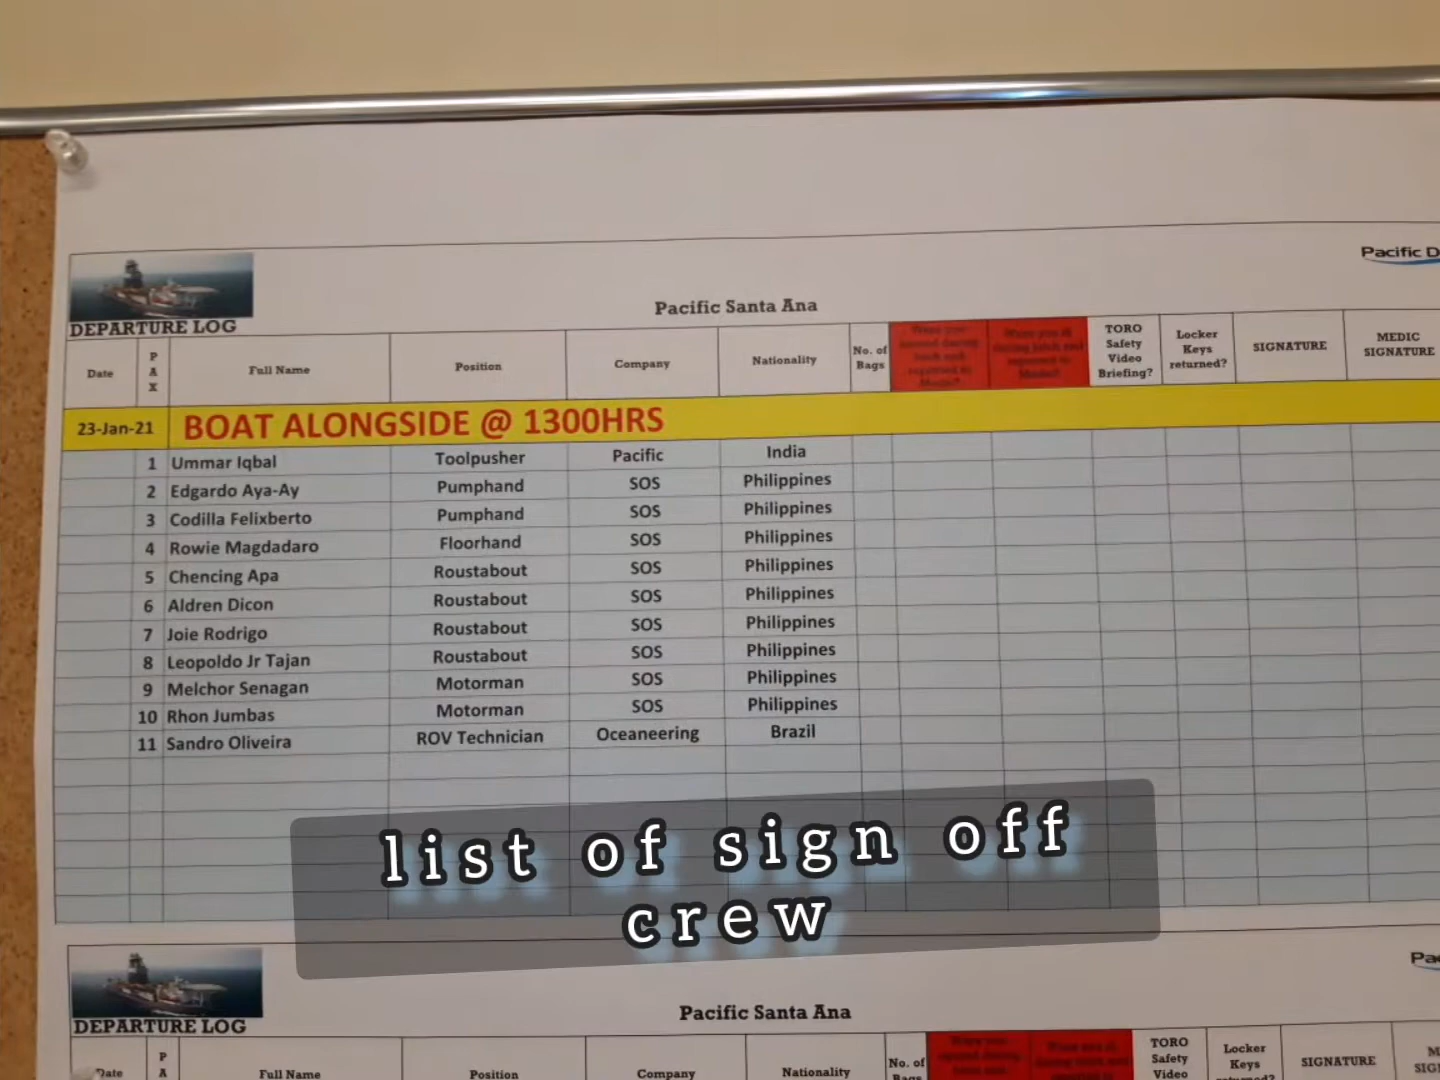 Pacific D
Pacific Santa Ana
DEPARTURE LOG
Date PAX Full Name Position Company Nationality No. of Bags TORO Safety Video Briefing? Locker Keys returned? SIGNATURE MEDIC SIGNATURE
23-Jan-21 BOAT ALONGSIDE @ 1300HRS
1 Ummar Iqbal Toolpusher Pacific India
2 Edgardo Aya-Ay Pumphand SOS Philippines
3 Codilla Felixberto Pumphand SOS Philippines
4 Rowie Magdadaro Floorhand SOS Philippines
5 Chencing Apa Roustabout SOS Philippines
6 Aldren Dicon Roustabout SOS Philippines
7 Joie Rodrigo Roustabout SOS Philippines
8 Leopoldo Jr Tajan Roustabout SOS Philippines
9 Melchor Senagan Motorman SOS Philippines
10 Rhon Jumbas Motorman SOS Philippines
11 Sandro Oliveira ROV Technician Oceaneering Brazil
list of sign off
crew
Pacific Santa Ana
DEPARTURE LOG
Date PA Full Name Position Company Nationality No. of Bags TORO Safety Video Locker Keys returned? SIGNATURE